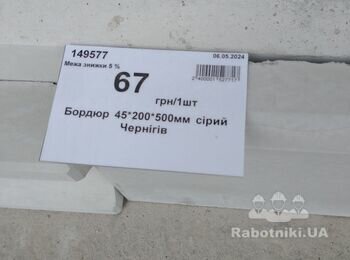 149577
06.05.2024
Межа знижки 5 %
67
грн/1шт
Бордюр 45*200*500мм сірий
Чернігів
Rabotniki.UA